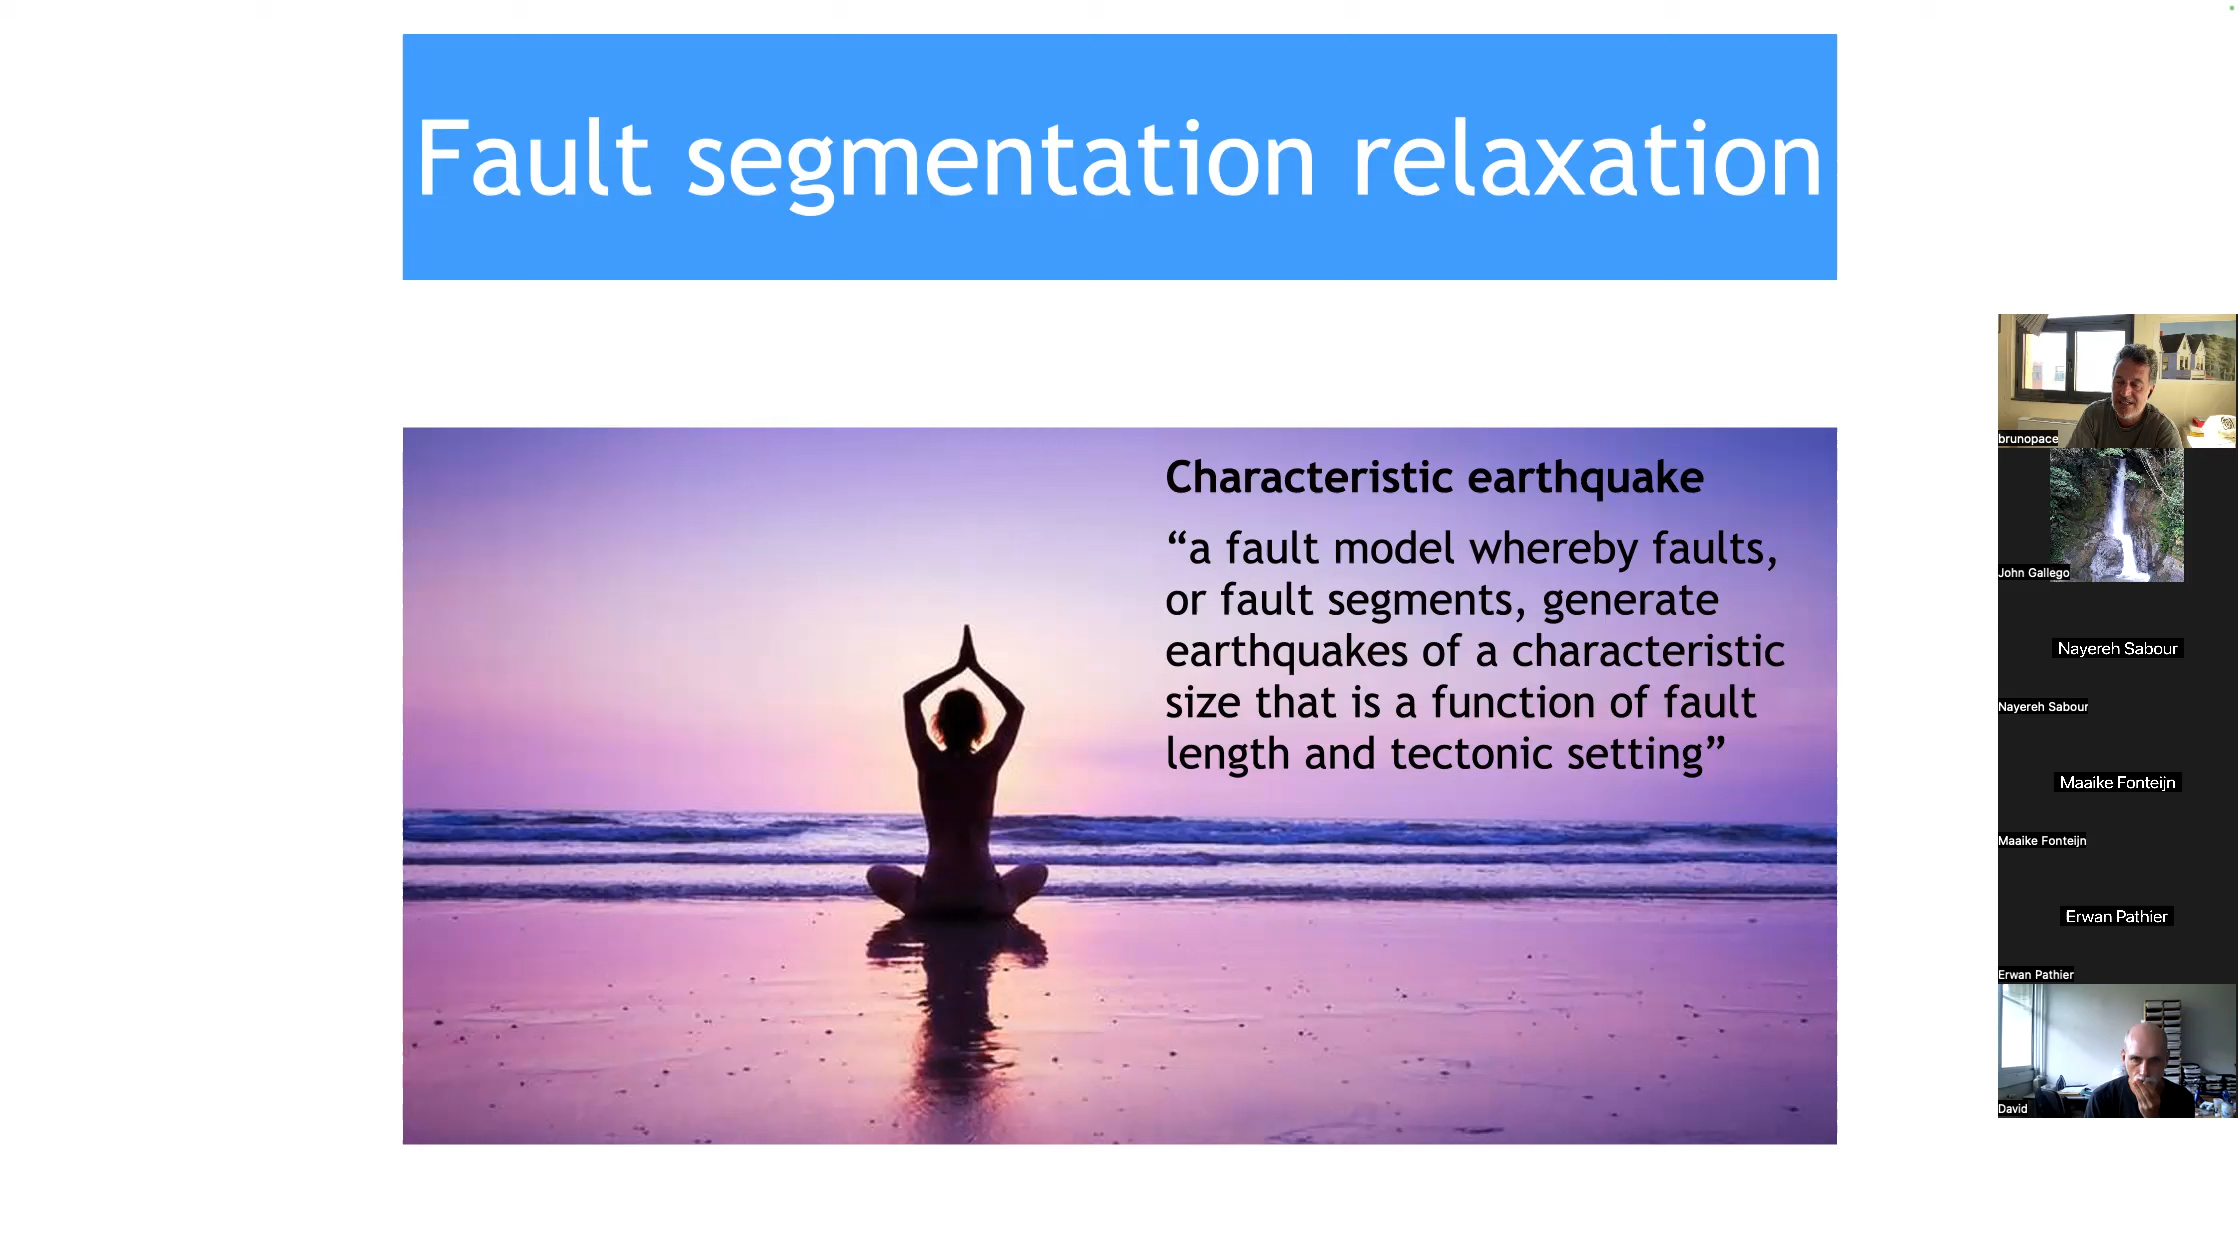 Fault segmentation relaxation
Characteristic earthquake
“a fault model whereby faults,
or fault segments, generate
earthquakes of a characteristic
size that is a function of fault
length and tectonic setting”
brunopace
John Gallego
Nayereh Sabour
Nayereh Sabour
Maaike Fonteijn
Maaike Fonteijn
Erwan Pathier
Erwan Pathier
David